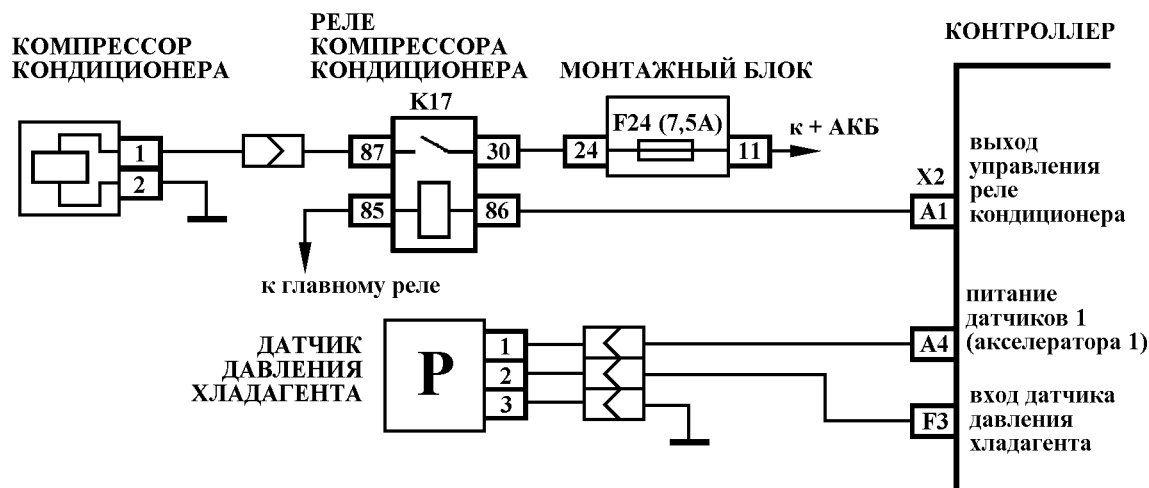 КОМПРЕССОР
КОНДИЦИОНЕРА
РЕЛЕ
КОМПРЕССОРА
КОНДИЦИОНЕРА
K17
МОНТАЖНЫЙ БЛОК
КОНТРОЛЛЕР
F24 (7,5А)
1
2
87
30
85
86
24
11
к + АКБ
к главному реле
X2
A1
выход
управления
реле
кондиционера
ДАТЧИК
ДАВЛЕНИЯ
ХЛАДАГЕНТА
P
1
2
3
A4
питание
датчиков 1
(акселератора 1)
F3
вход датчика
давления
хладагента